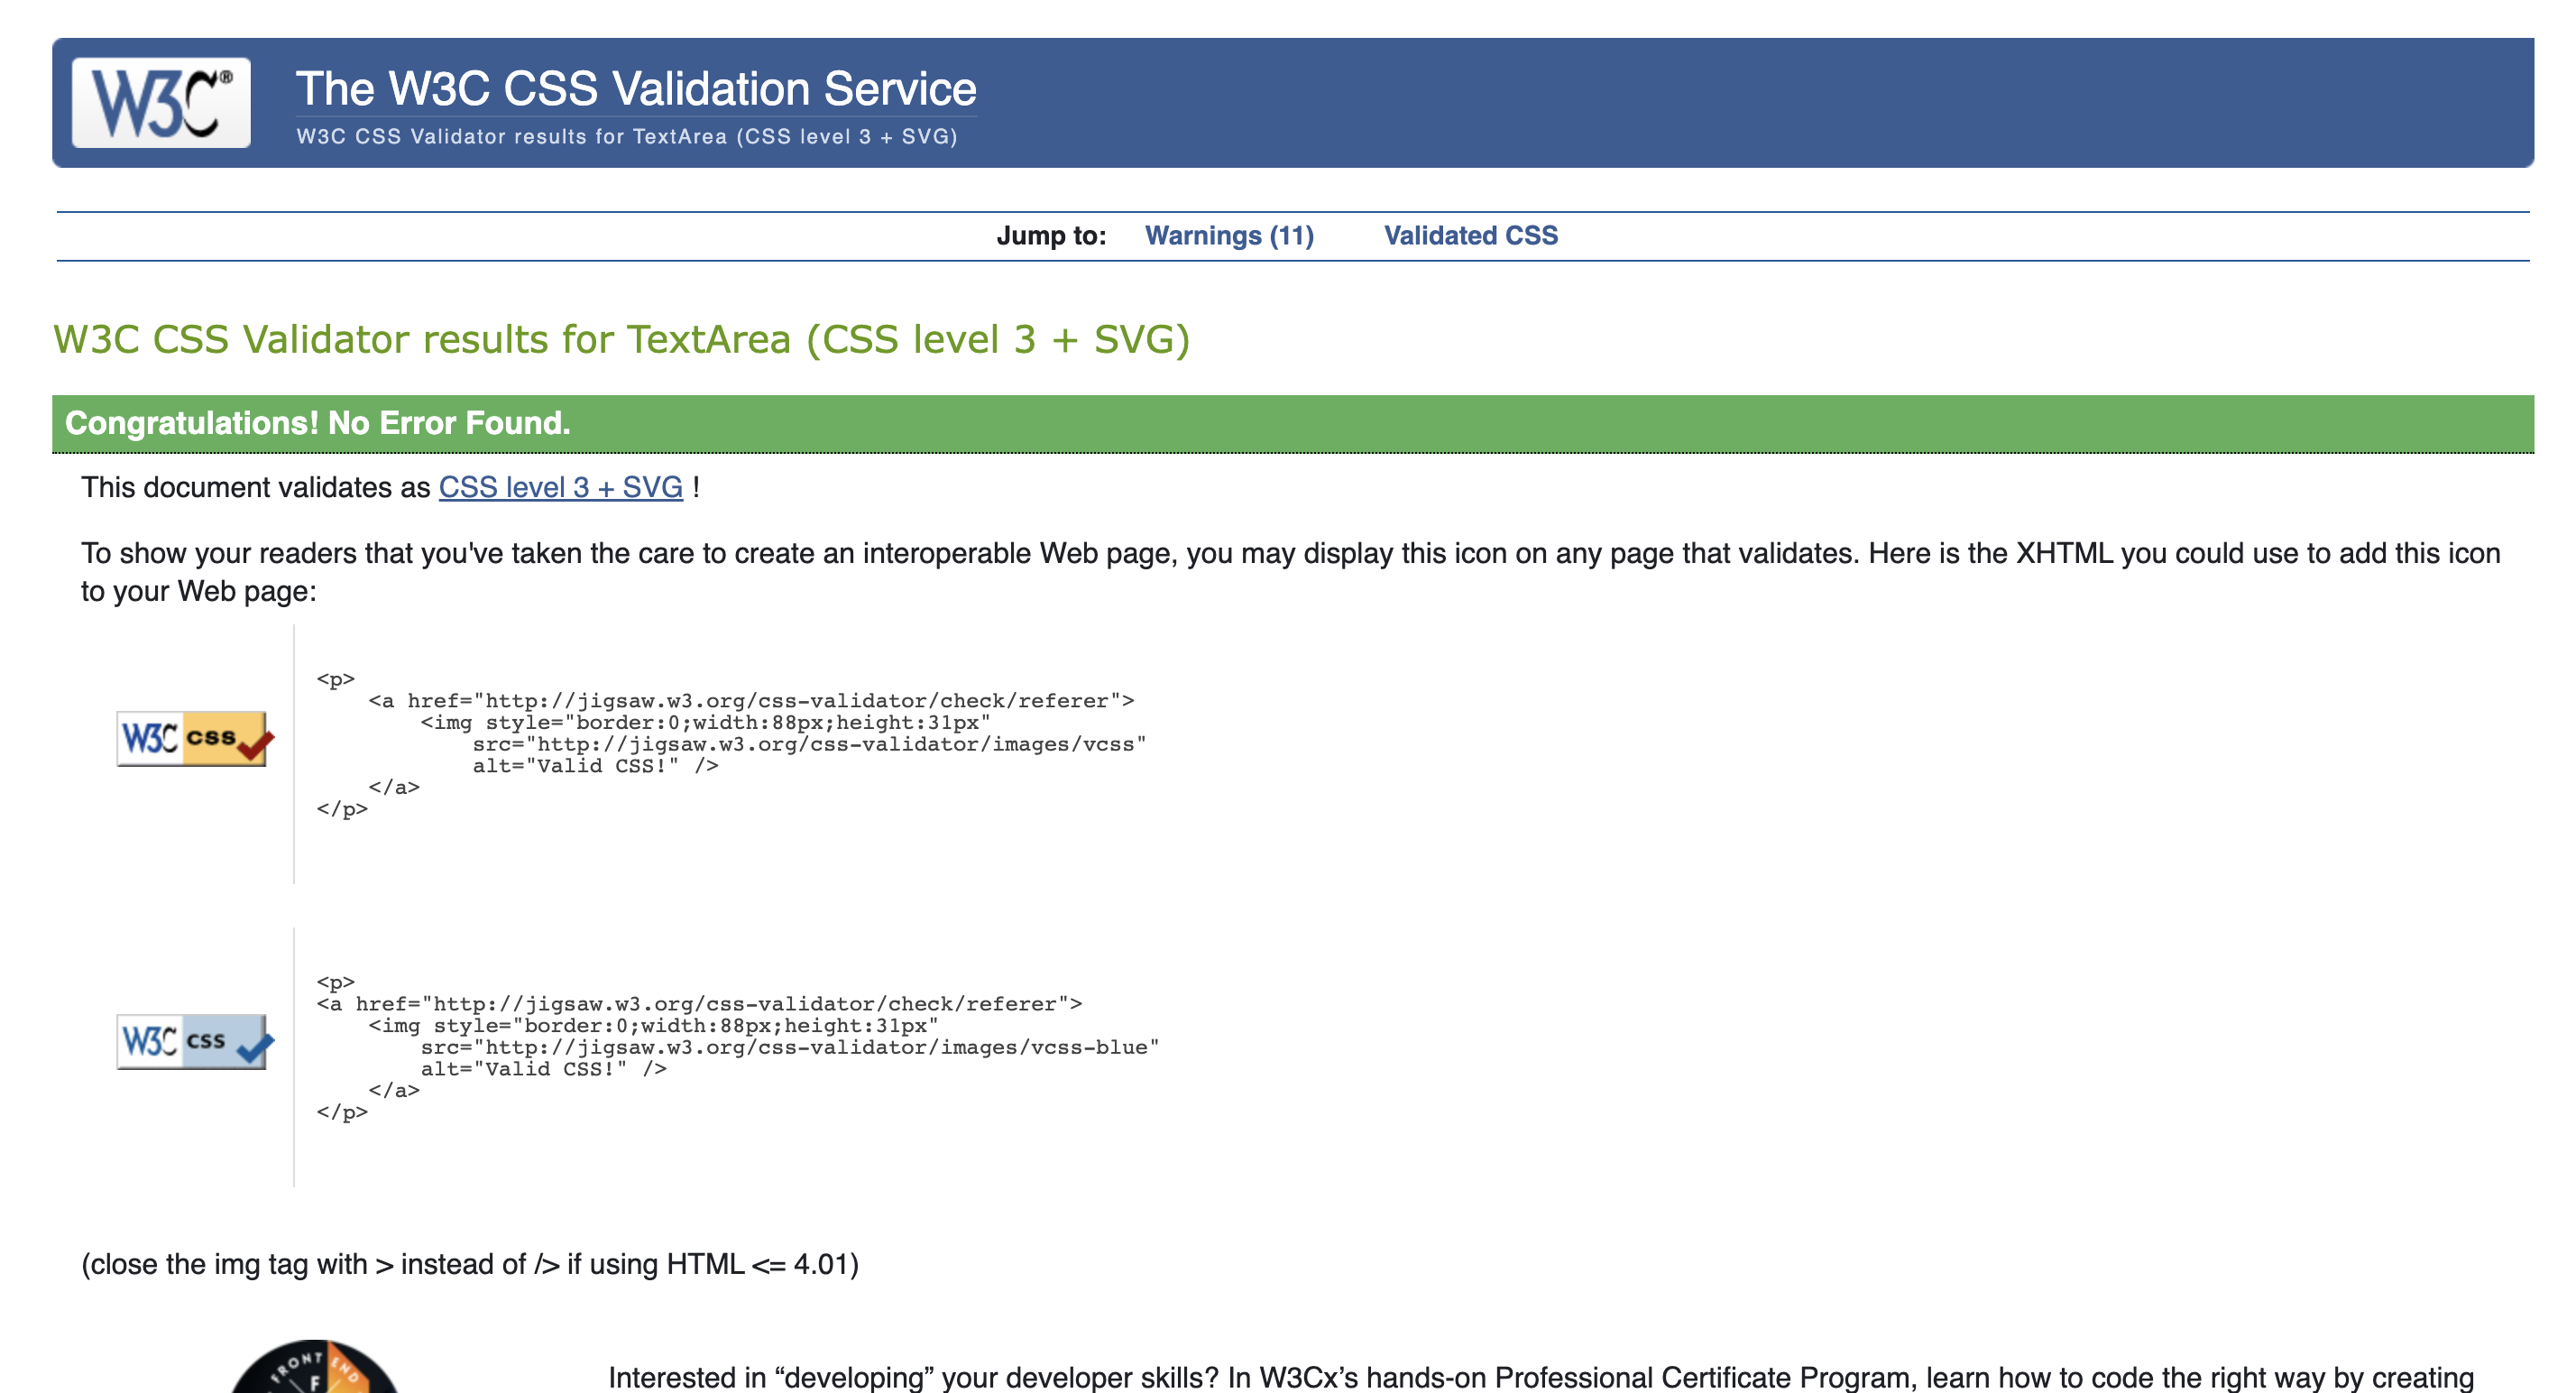 W3C®
The W3C CSS Validation Service
W3C CSS Validator results for TextArea (CSS level 3 + SVG)
Jump to: Warnings (11) Validated CSS
W3C CSS Validator results for TextArea (CSS level 3 + SVG)
Congratulations! No Error Found.
This document validates as CSS level 3 + SVG !
To show your readers that you've taken the care to create an interoperable Web page, you may display this icon on any page that validates. Here is the XHTML you could use to add this icon
to your Web page:
<p>
<a href="http://jigsaw.w3.org/css-validator/check/referer">
<img style="border:0;width:88px;height:31px"
W3C CSS
src="http://jigsaw.w3.org/css-validator/images/vcss"
alt="Valid CSS!" />
</a>
</p>
<p>
<a href="http://jigsaw.w3.org/css-validator/check/referer">
<img style="border:0;width:88px;height:31px"
W3C CSS
src="http://jigsaw.w3.org/css-validator/images/vcss-blue"
alt="Valid CSS!" />
</a>
</p>
(close the img tag with > instead of /> if using HTML <= 4.01)
FRONT END
F
Interested in “developing” your developer skills? In W3Cx’s hands-on Professional Certificate Program, learn how to code the right way by creating